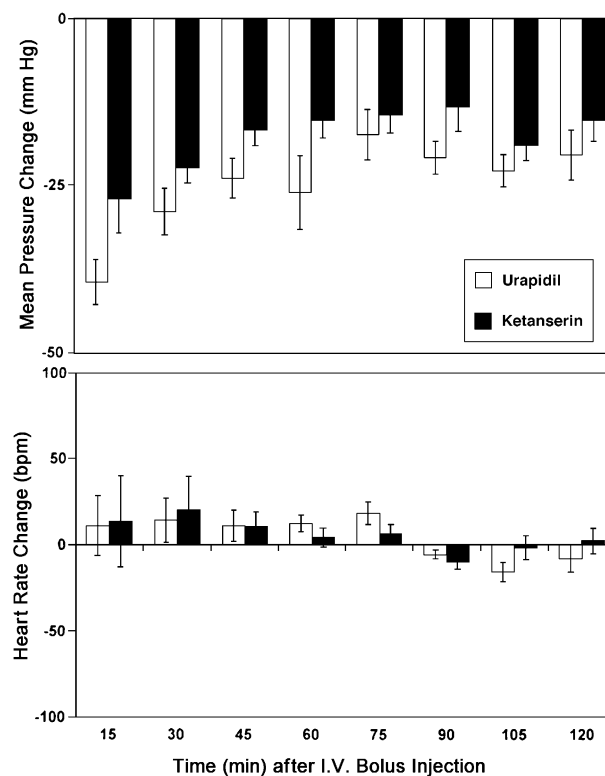 Mean Pressure Change (mm Hg)
0
-25
-50
Urapidil
Ketanserin
Heart Rate Change (bpm)
100
50
0
-50
-100
15 30 45 60 75 90 105 120
Time (min) after I.V. Bolus Injection